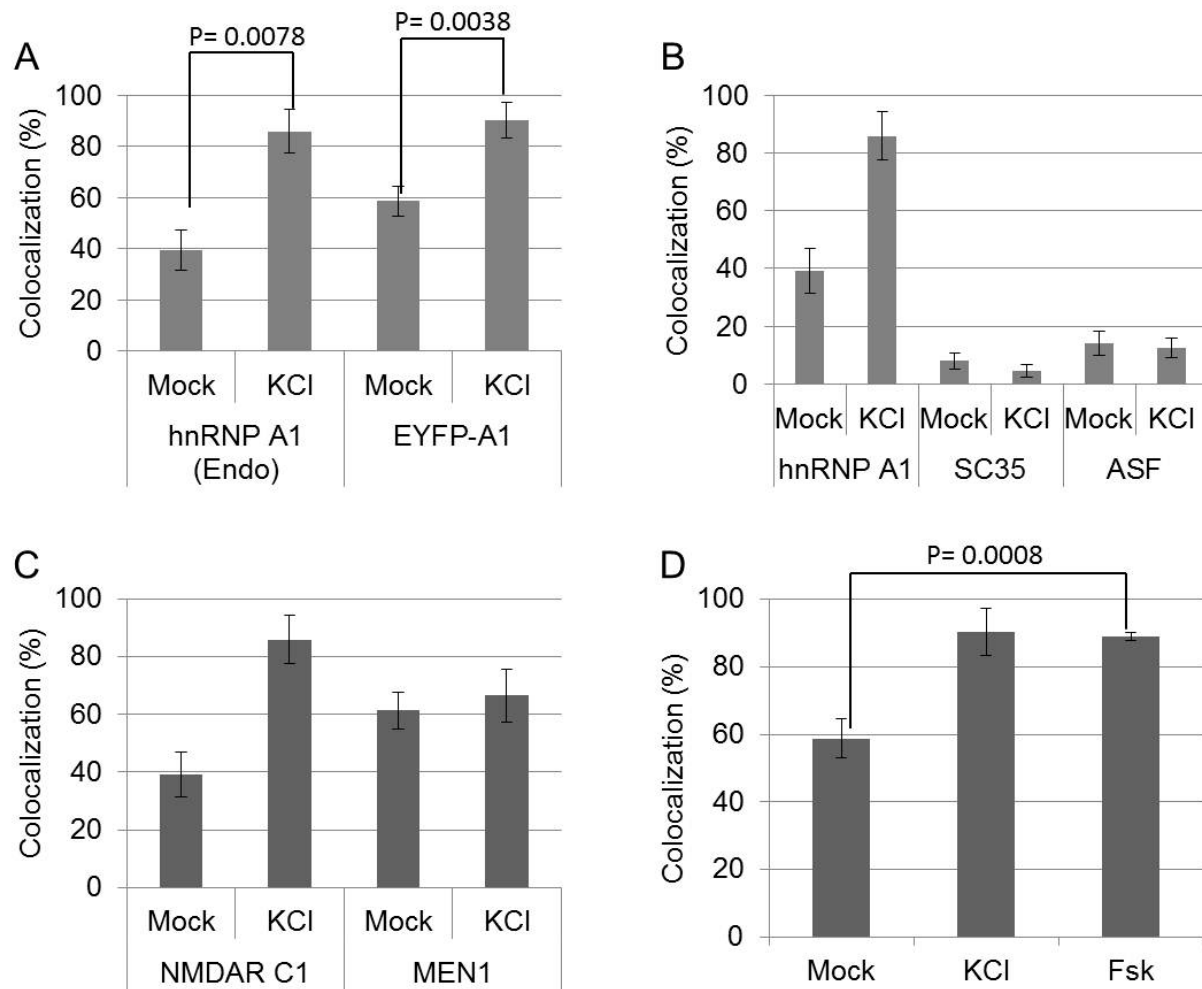 A
P= 0.0078
P= 0.0038
Colocalization (%)
100
80
60
40
20
0
Mock KCl Mock KCl
hnRNP A1 EYFP-A1
(Endo)
B
Colocalization (%)
100
80
60
40
20
0
Mock KCl Mock KCl Mock KCl
hnRNP A1 SC35 ASF
C
Colocalization (%)
100
80
60
40
20
0
Mock KCl Mock KCl
NMDAR C1 MEN1
D
P= 0.0008
Colocalization (%)
100
80
60
40
20
0
Mock KCl Fsk